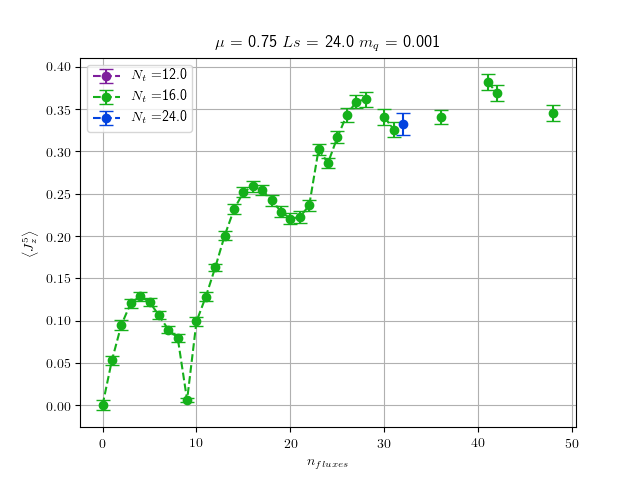 μ = 0.75 Ls = 24.0 m_q = 0.001
N_t =12.0
N_t =16.0
N_t =24.0
0.40
0.35
0.30
0.25
0.20
0.15
0.10
0.05
0.00
⟨J_z^5⟩
0 10 20 30 40 50
n_{fluxes}